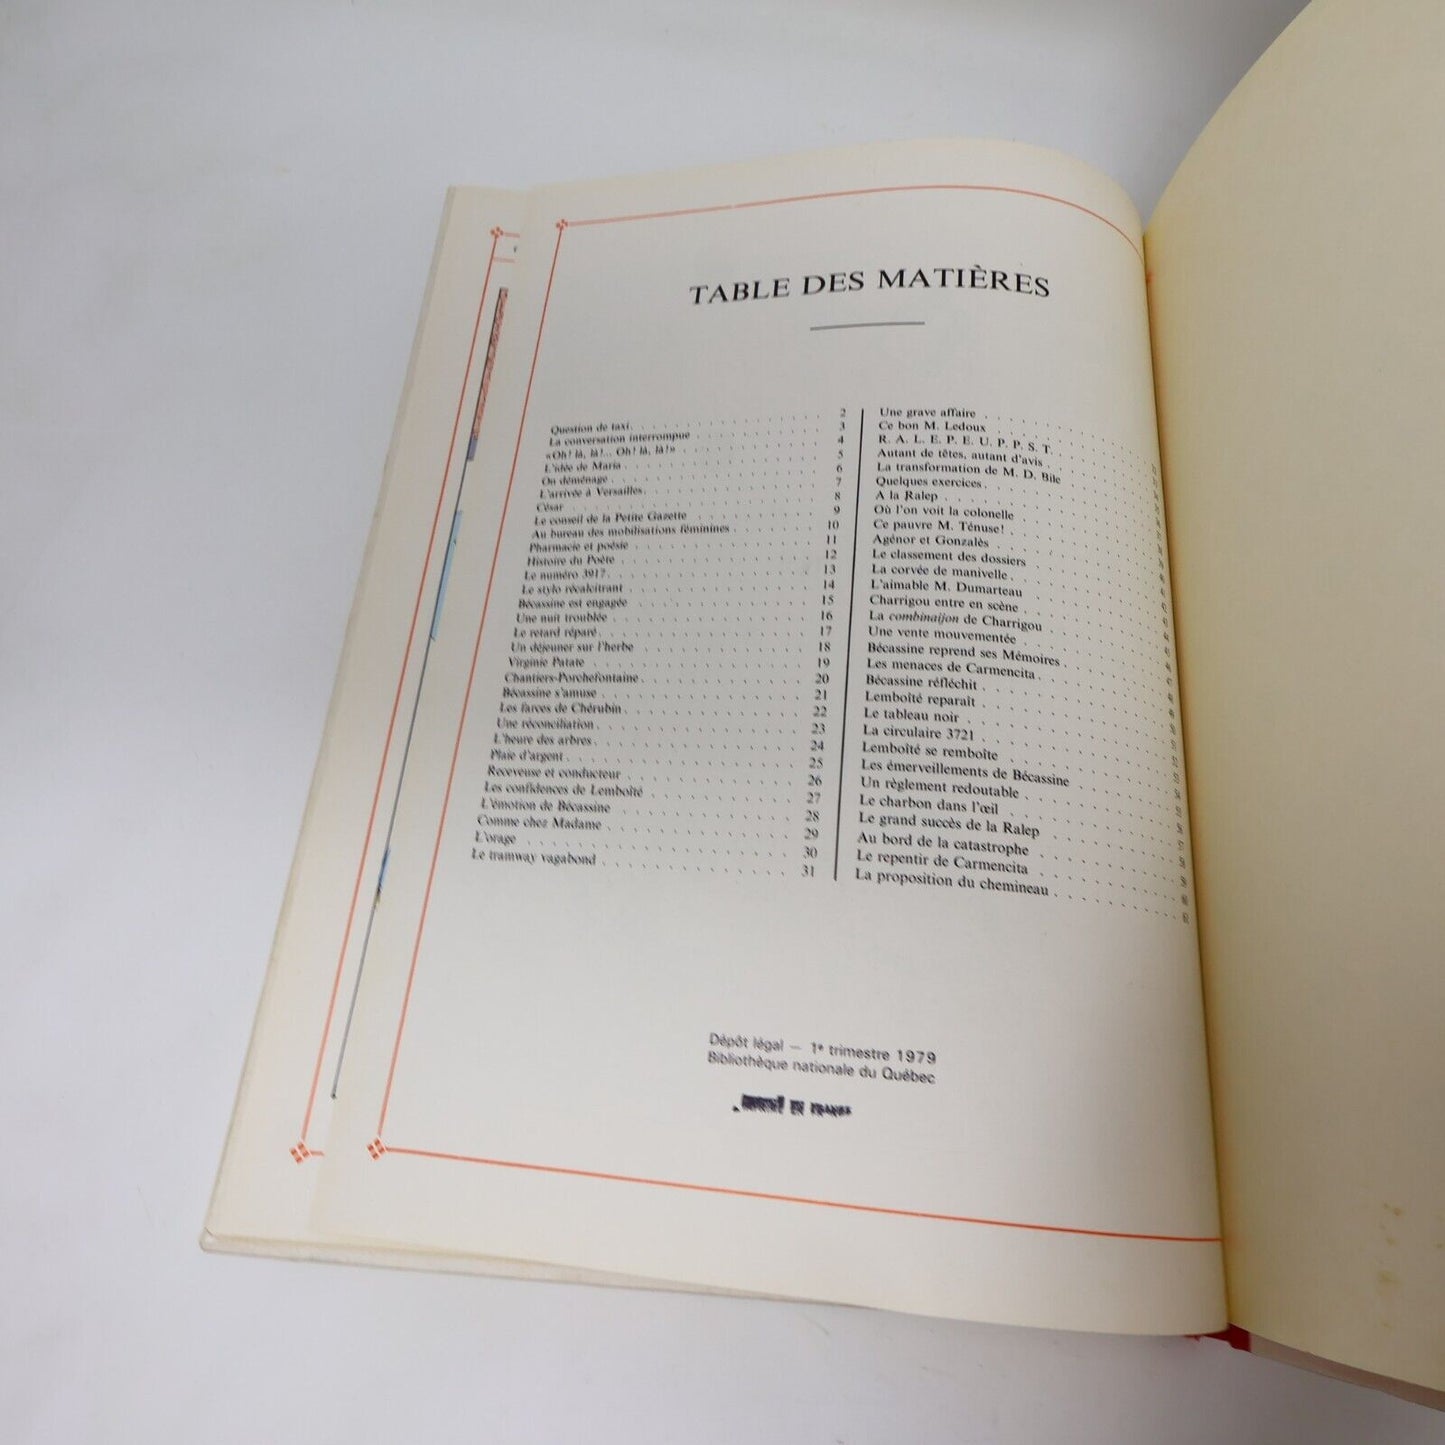 TABLE DES MATIÈRES
Question de taxi. 2
La conversation interrompue 3
«Oh! là, là!... Oh! là, là!» 4
L'idée de Maria 5
On déménage 6
L'arrivée à Versailles. 7
César 8
Le conseil de la Petite Gazette 9
Au bureau des mobilisations féminines 10
Pharmacie et poésie 11
Histoire du Poète 12
Le numéro 3917. 13
Le stylo récalcitrant 14
Bécassine est engagée 15
Une nuit troublée 16
Le retard réparé. 17
Un déjeuner sur l'herbe 18
Virginie Patate 19
Chantiers-Porchefontaine. 20
Bécassine s'amuse 21
Les farces de Chérubin. 22
Une réconciliation. 23
L'heure des arbres. 24
Plaie d'argent. 25
Receveuse et conducteur 26
Les confidences de Lemboîté 27
L'émotion de Bécassine 28
Comme chez Madame 29
L'orage 30
Le tramway vagabond 31
Une grave affaire
Ce bon M. Ledoux
R. A. L. E. P. E. U. P. P. S. T.
Autant de têtes, autant d'avis
La transformation de M. D. Bile
Quelques exercices.
A la Ralep
Où l'on voit la colonelle
Ce pauvre M. Ténuse!
Agénor et Gonzalès
Le classement des dossiers
La corvée de manivelle.
L'aimable M. Dumarteau
Charrigou entre en scène
La combinaijon de Charrigou
Une vente mouvementée
Bécassine reprend ses Mémoires
Les menaces de Carmencita.
Bécassine réfléchit
Lemboîté reparaît
Le tableau noir
La circulaire 3721
Lemboîté se remboîte
Les émerveillements de Bécassine
Un règlement redoutable
Le charbon dans l'œil
Le grand succès de la Ralep
Au bord de la catastrophe
Le repentir de Carmencita
La proposition du chemineau
Dépôt légal — 1e trimestre 1979
Bibliothèque nationale du Québec